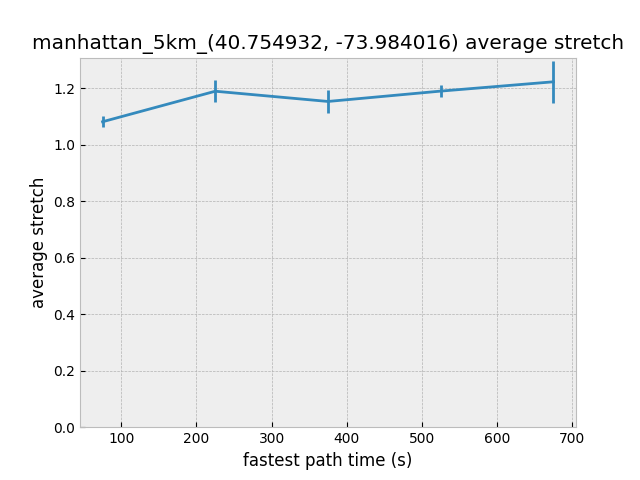 manhattan_5km_(40.754932, -73.984016) average stretch
1.2
1.0
0.8
0.6
0.4
0.2
0.0
average stretch
100 200 300 400 500 600 700
fastest path time (s)